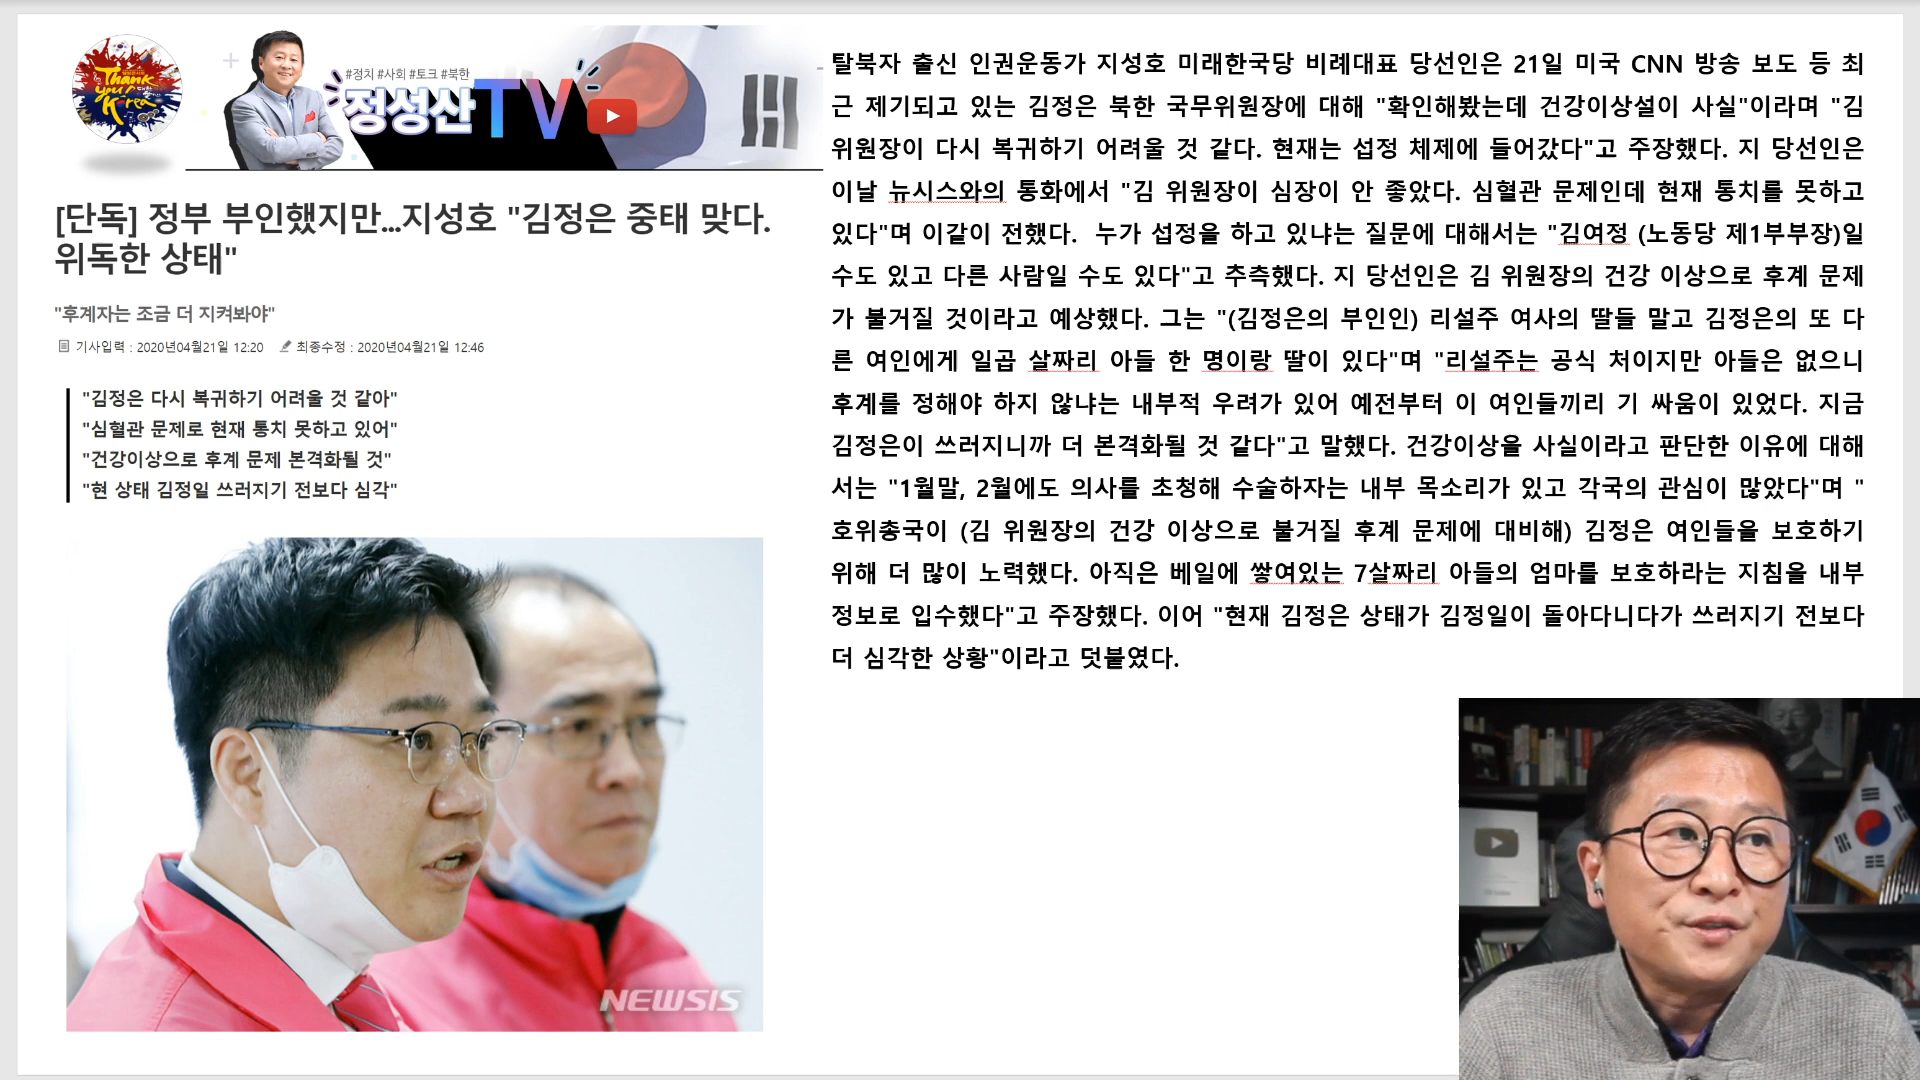 Thank you Korea
#정치 #사회 #토크 #북한
정성산TV
[단독] 정부 부인했지만...지성호 "김정은 중태 맞다.
위독한 상태"
"후계자는 조금 더 지켜봐야"
기사입력 : 2020년04월21일 12:20 최종수정 : 2020년04월21일 12:46
"김정은 다시 복귀하기 어려울 것 같아"
"심혈관 문제로 현재 통치 못하고 있어"
"건강이상으로 후계 문제 본격화될 것"
"현 상태 김정일 쓰러지기 전보다 심각"
NEWSIS
탈북자 출신 인권운동가 지성호 미래한국당 비례대표 당선인은 21일 미국 CNN 방송 보도 등 최
근 제기되고 있는 김정은 북한 국무위원장에 대해 "확인해봤는데 건강이상설이 사실"이라며 "김
위원장이 다시 복귀하기 어려울 것 같다. 현재는 섭정 체제에 들어갔다"고 주장했다. 지 당선인은
이날 뉴시스와의 통화에서 "김 위원장이 심장이 안 좋았다. 심혈관 문제인데 현재 통치를 못하고
있다"며 이같이 전했다. 누가 섭정을 하고 있냐는 질문에 대해서는 "김여정 (노동당 제1부부장)일
수도 있고 다른 사람일 수도 있다"고 추측했다. 지 당선인은 김 위원장의 건강 이상으로 후계 문제
가 불거질 것이라고 예상했다. 그는 "(김정은의 부인인) 리설주 여사의 딸들 말고 김정은의 또 다
른 여인에게 일곱 살짜리 아들 한 명이랑 딸이 있다"며 "리설주는 공식 처이지만 아들은 없으니
후계를 정해야 하지 않냐는 내부적 우려가 있어 예전부터 이 여인들끼리 기 싸움이 있었다. 지금
김정은이 쓰러지니까 더 본격화될 것 같다"고 말했다. 건강이상을 사실이라고 판단한 이유에 대해
서는 "1월말, 2월에도 의사를 초청해 수술하자는 내부 목소리가 있고 각국의 관심이 많았다"며 "
호위총국이 (김 위원장의 건강 이상으로 불거질 후계 문제에 대비해) 김정은 여인들을 보호하기
위해 더 많이 노력했다. 아직은 베일에 쌓여있는 7살짜리 아들의 엄마를 보호하라는 지침을 내부
정보로 입수했다"고 주장했다. 이어 "현재 김정은 상태가 김정일이 돌아다니다가 쓰러지기 전보다
더 심각한 상황"이라고 덧붙였다.